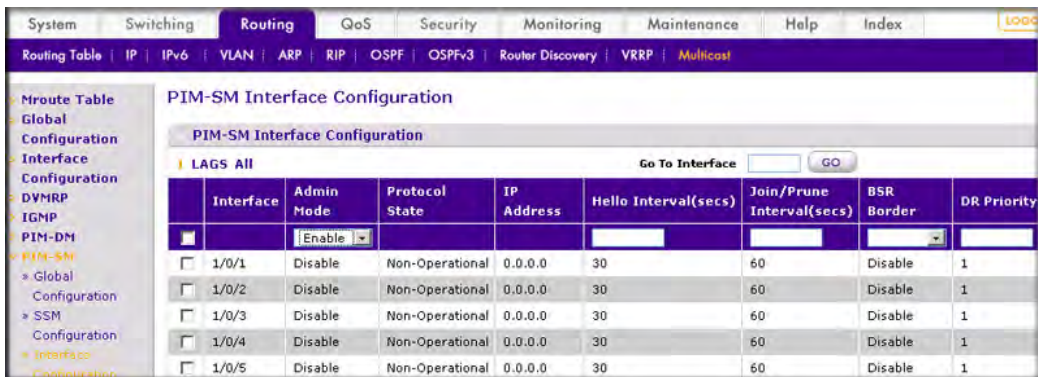 System Switching Routing QoS Security Monitoring Maintenance Help Index
Routing Table IP IPv6 VLAN ARP RIP OSPF OSPFv3 Router Discovery VRRP Multicast
Mroute Table
Global
Configuration
Interface
Configuration
DVMRP
IGMP
PIM-DM
PIM-SM
» Global
Configuration
» SSM
Configuration
» Interface
Configuration
PIM-SM Interface Configuration
PIM-SM Interface Configuration
LAGS All Go To Interface GO
Interface Admin Mode Protocol State IP Address Hello Interval(secs) Join/Prune Interval(secs) BSR Border DR Priority
Enable
1/0/1 Disable Non-Operational 0.0.0.0 30 60 Disable 1
1/0/2 Disable Non-Operational 0.0.0.0 30 60 Disable 1
1/0/3 Disable Non-Operational 0.0.0.0 30 60 Disable 1
1/0/4 Disable Non-Operational 0.0.0.0 30 60 Disable 1
1/0/5 Disable Non-Operational 0.0.0.0 30 60 Disable 1